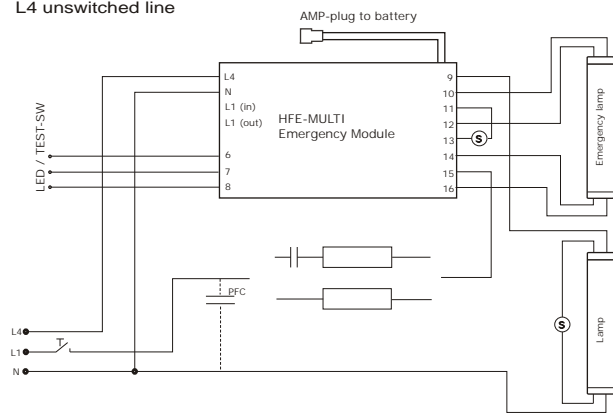 L4 unswitched line
AMP-plug to battery
L4
N
L1 (in)
L1 (out)
HFE-MULTI
Emergency Module
6
7
8
9
10
11
12
13
14
15
16
S
LED / TEST-SW
Emergency lamp
PFC
L4
L1
T
N
S
Lamp